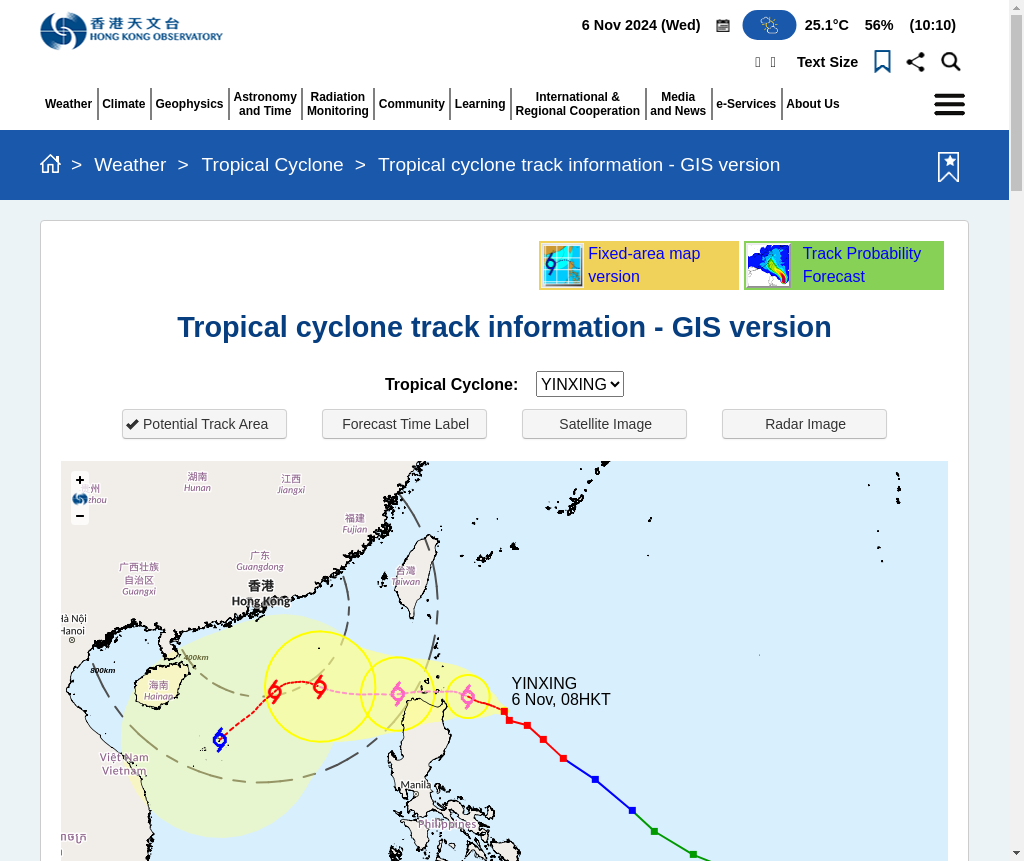 香港天文台
HONG KONG OBSERVATORY
6 Nov 2024 (Wed)
25.1°C
56%
(10:10)
Text Size
Weather
Climate
Geophysics
Astronomy
and Time
Radiation
Monitoring
Community
Learning
International &
Regional Cooperation
Media
and News
e-Services
About Us
> Weather > Tropical Cyclone > Tropical cyclone track information - GIS version
Fixed-area map
version
Track Probability
Forecast
Tropical cyclone track information - GIS version
Tropical Cyclone:
YINXING
Potential Track Area
Forecast Time Label
Satellite Image
Radar Image
+
−
州
zhou
湖南
Hunan
江西
Jiangxi
福建
Fujian
广西壮族
自治区
Guangxi
广东
Guangdong
香港
Hong Kong
台灣
Taiwan
Hà Nội
Hanoi
400km
800km
海南
Hainan
YINXING
6 Nov, 08HKT
Việt Nam
Vietnam
Manila
Philippines